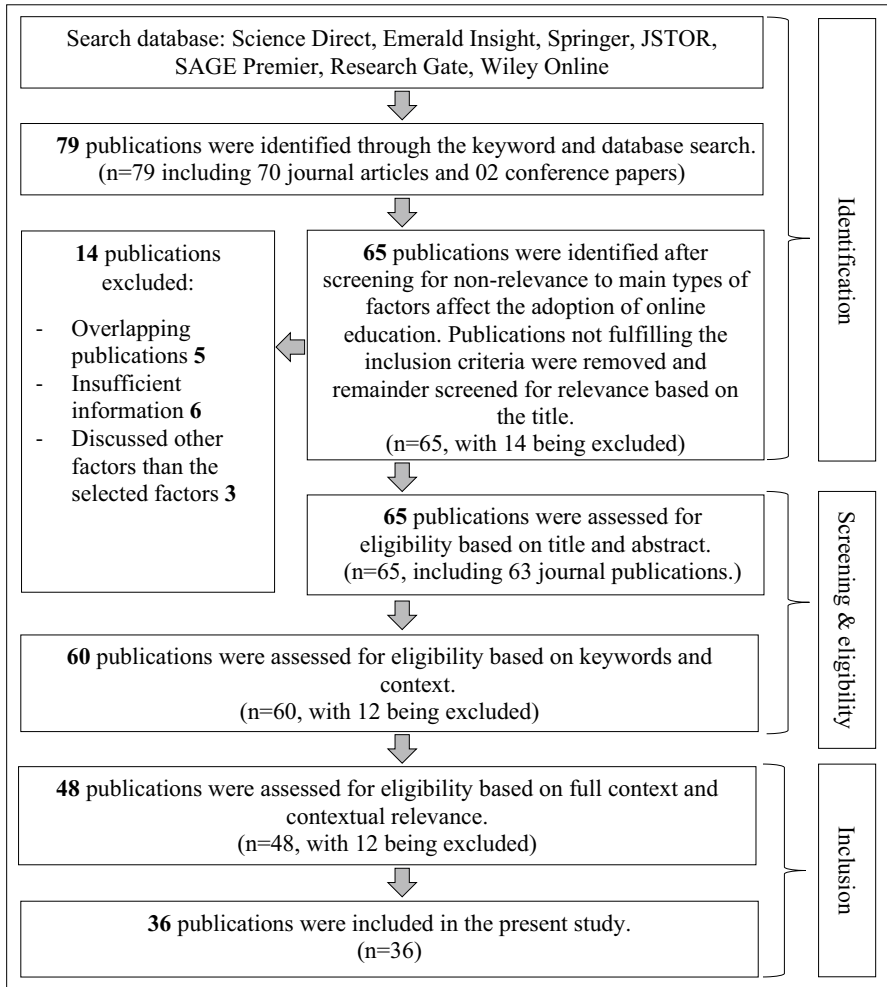 Search database: Science Direct, Emerald Insight, Springer, JSTOR,
SAGE Premier, Research Gate, Wiley Online
79 publications were identified through the keyword and database search.
(n=79 including 70 journal articles and 02 conference papers)
14 publications
excluded:
- Overlapping
publications 5
- Insufficient
information 6
- Discussed other
factors than the
selected factors 3
65 publications were identified after
screening for non-relevance to main types of
factors affect the adoption of online
education. Publications not fulfilling the
inclusion criteria were removed and
remainder screened for relevance based on
the title.
(n=65, with 14 being excluded)
Identification
65 publications were assessed for
eligibility based on title and abstract.
(n=65, including 63 journal publications.)
60 publications were assessed for eligibility based on keywords and
context.
(n=60, with 12 being excluded)
Screening & eligibility
48 publications were assessed for eligibility based on full context and
contextual relevance.
(n=48, with 12 being excluded)
36 publications were included in the present study.
(n=36)
Inclusion